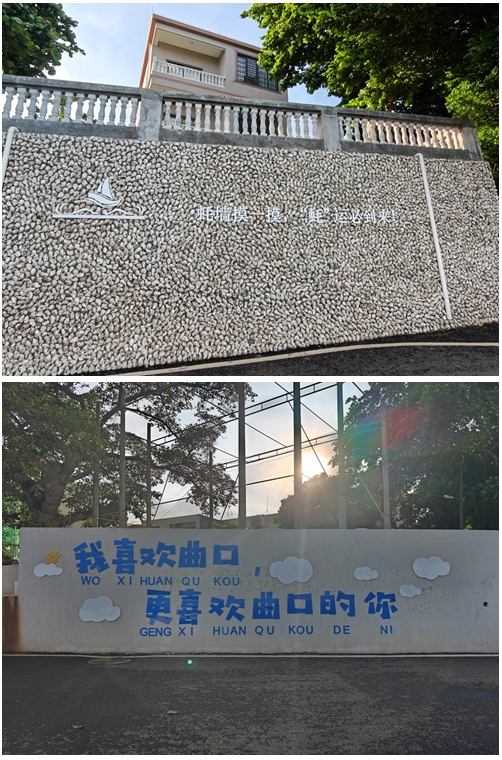 “蚝墙摸一摸，“蚝”运必到来!
我喜欢曲口，
WO XI HUAN QU KOU
更喜欢曲口的你
GENG XI HUAN QU KOU DE NI